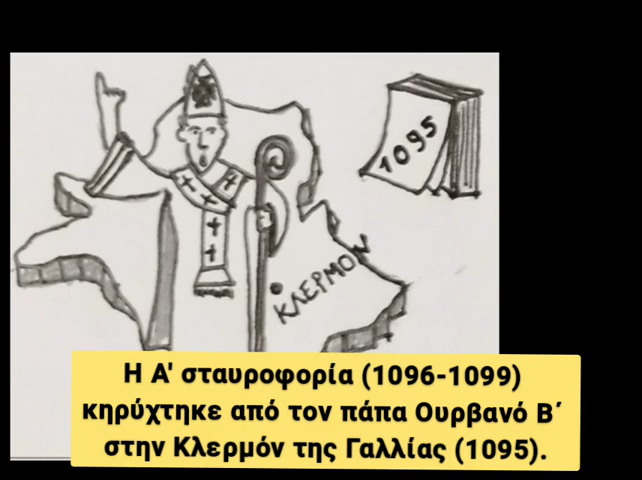 1095
ΚΛΕΡΜΟΝ
Η Α' σταυροφορία (1096-1099)
κηρύχτηκε από τον πάπα Ουρβανό Β΄
στην Κλερμόν της Γαλλίας (1095).